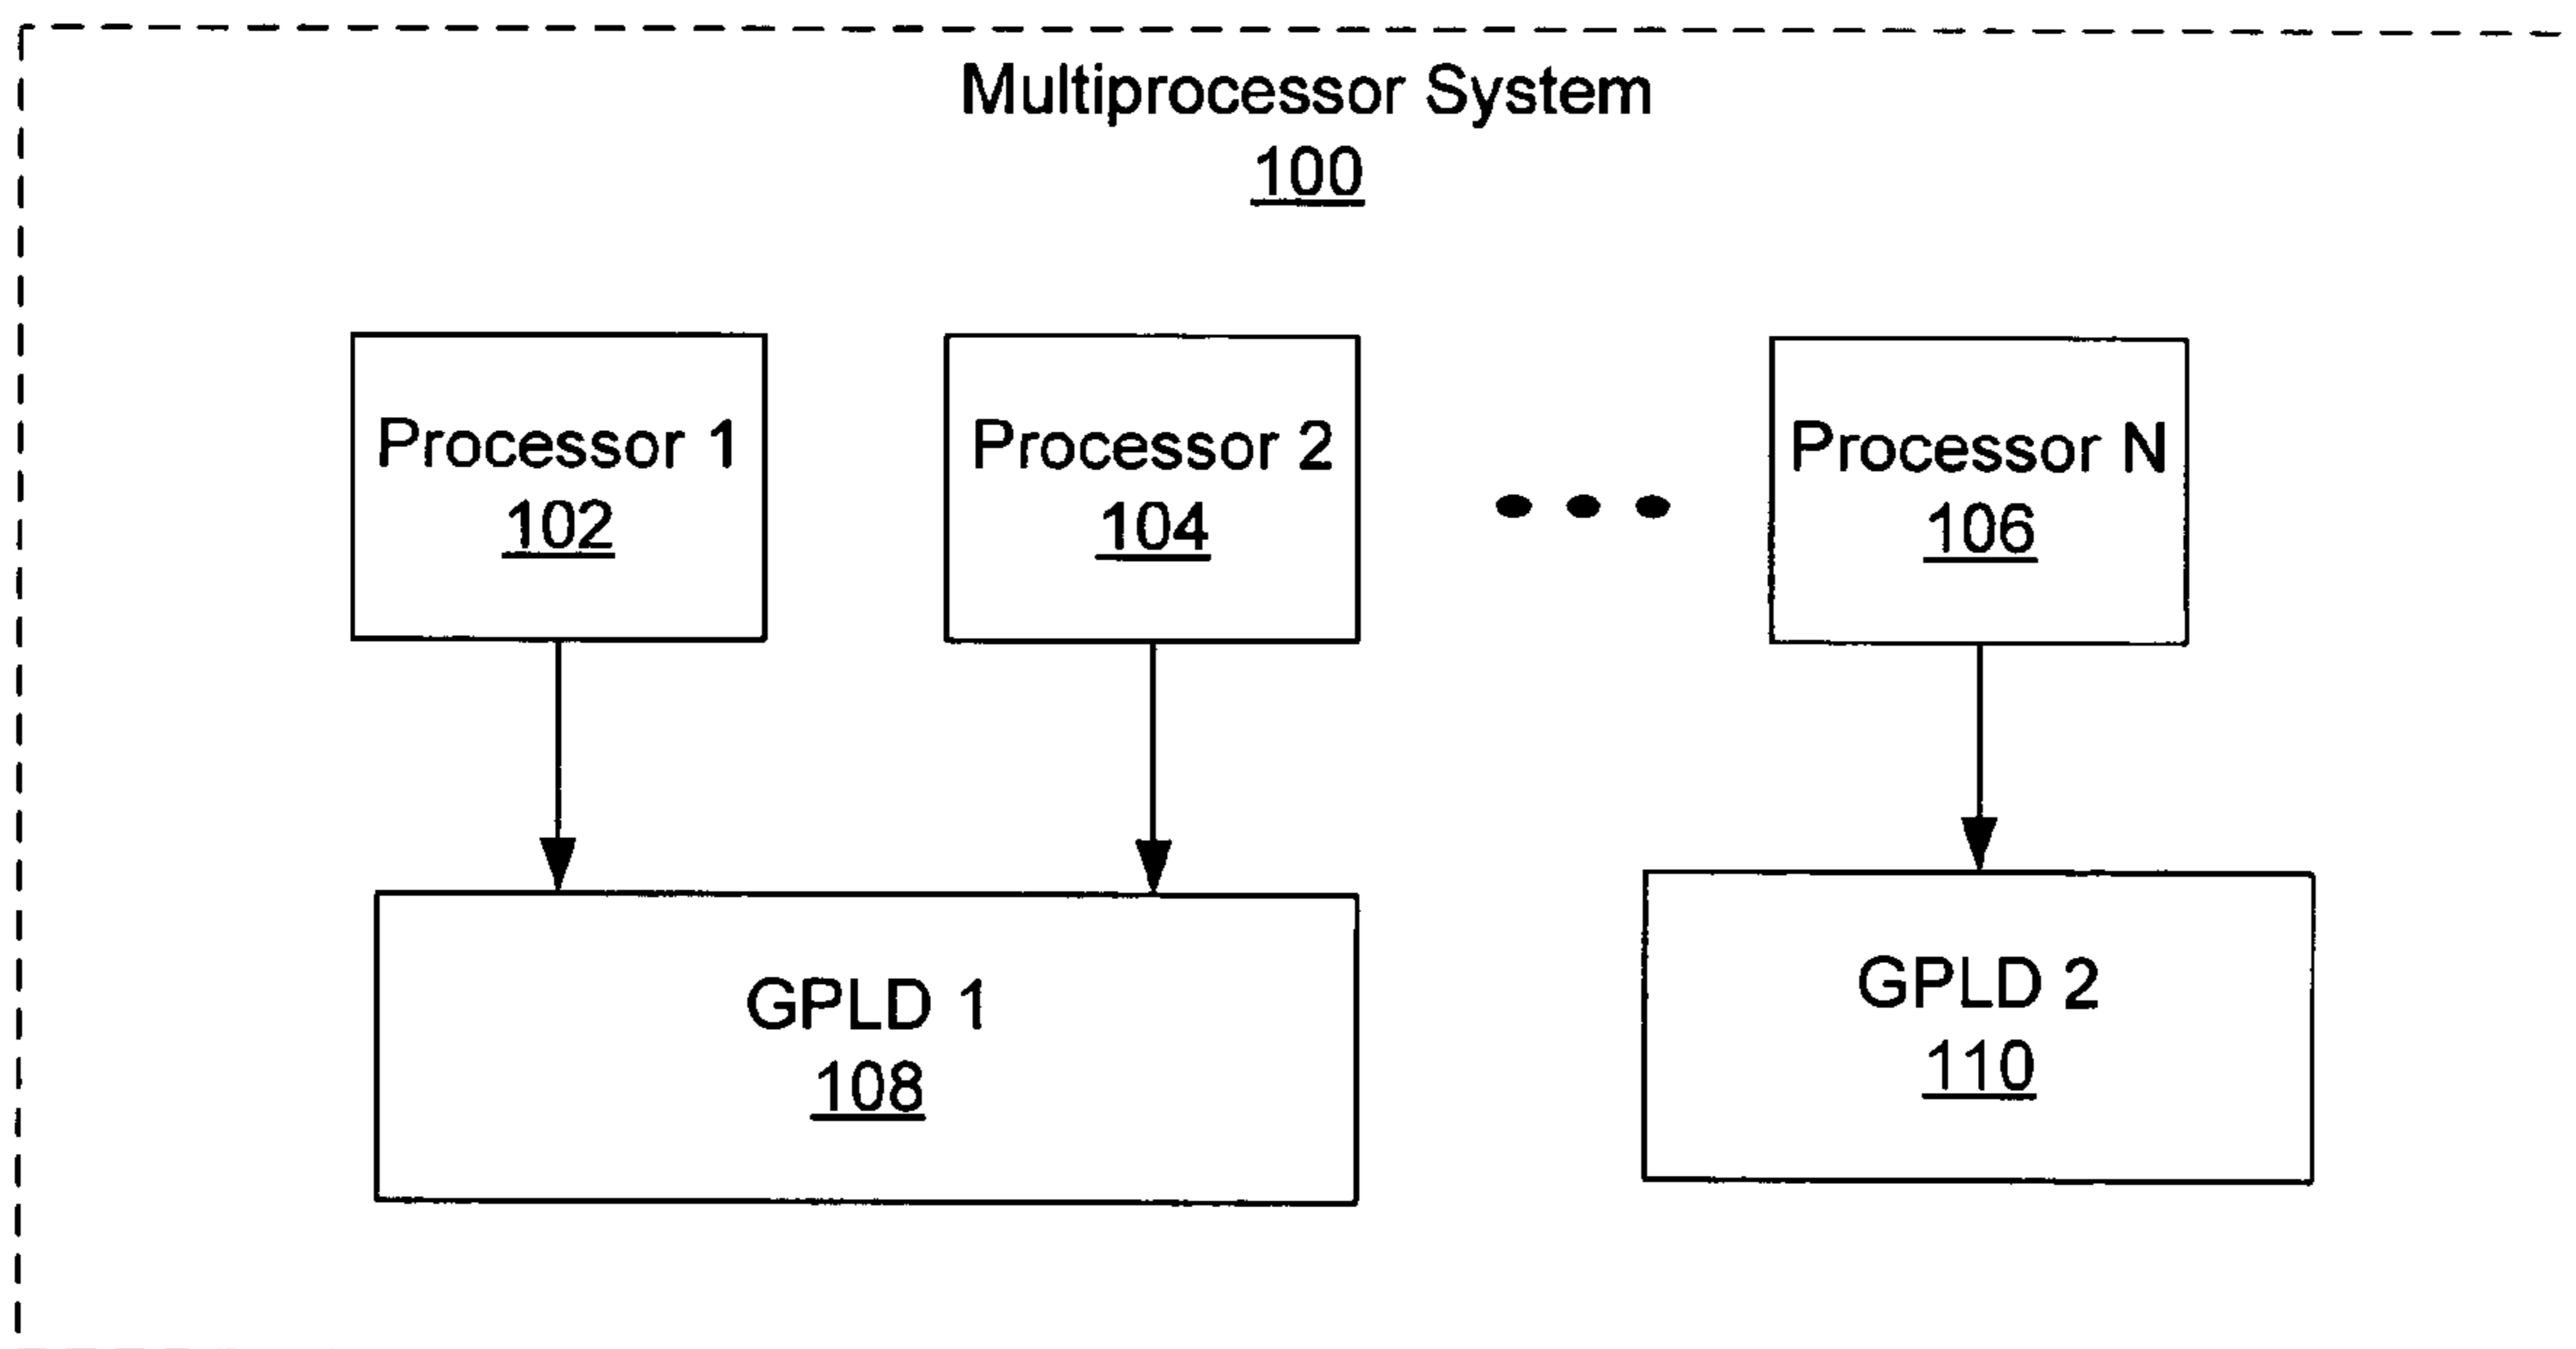 Multiprocessor System
100
Processor 1
102
Processor 2
104
Processor N
106
GPLD 1
108
GPLD 2
110